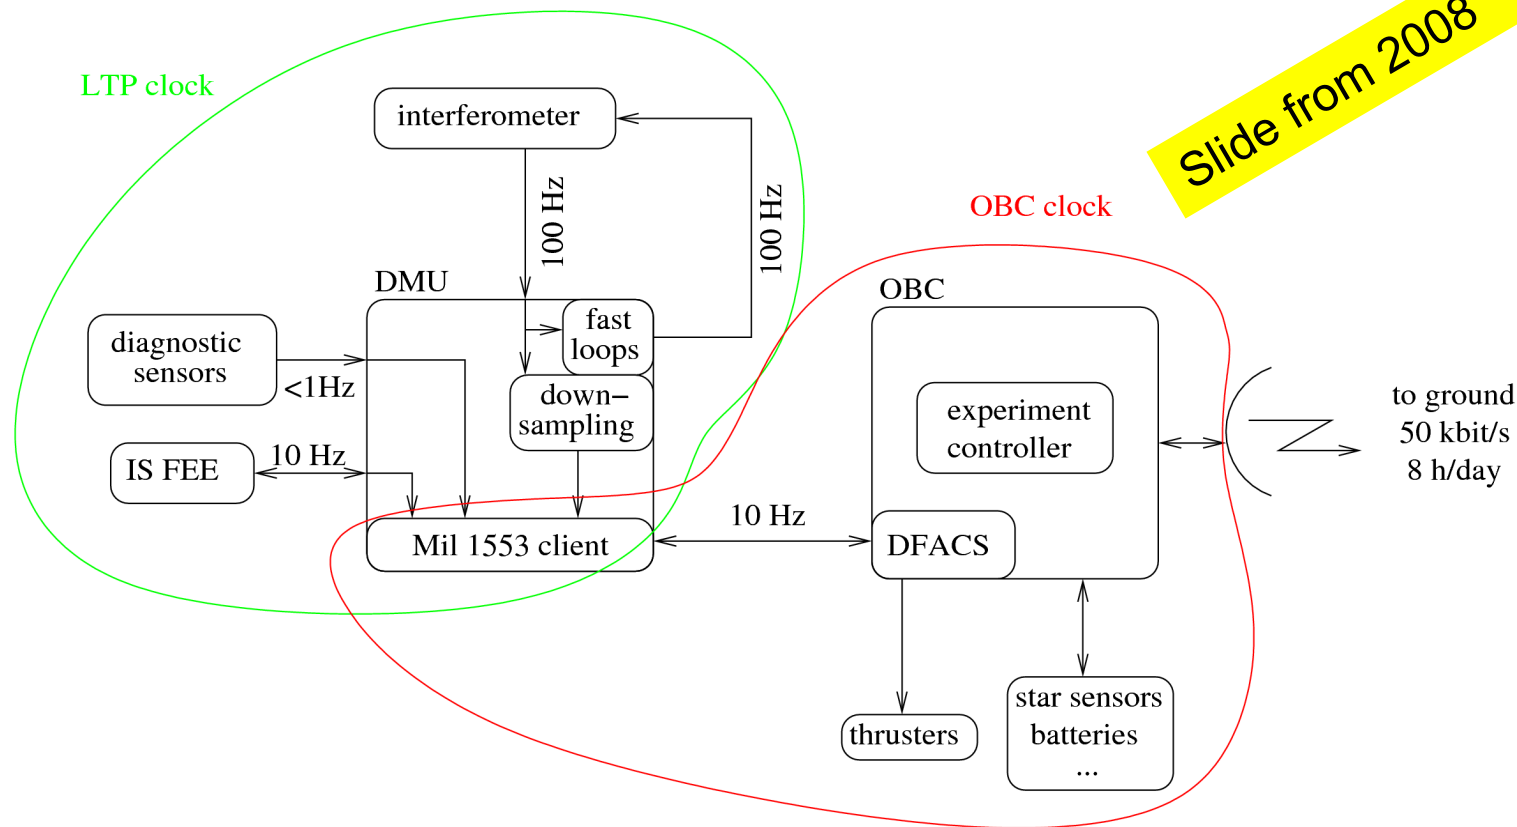 Slide from 2008
LTP clock
interferometer
100 Hz
100 Hz
OBC clock
DMU
OBC
fast
loops
diagnostic
sensors
<1Hz
down–
sampling
experiment
controller
to ground
50 kbit/s
8 h/day
IS FEE
10 Hz
10 Hz
Mil 1553 client
DFACS
thrusters
star sensors
batteries
...